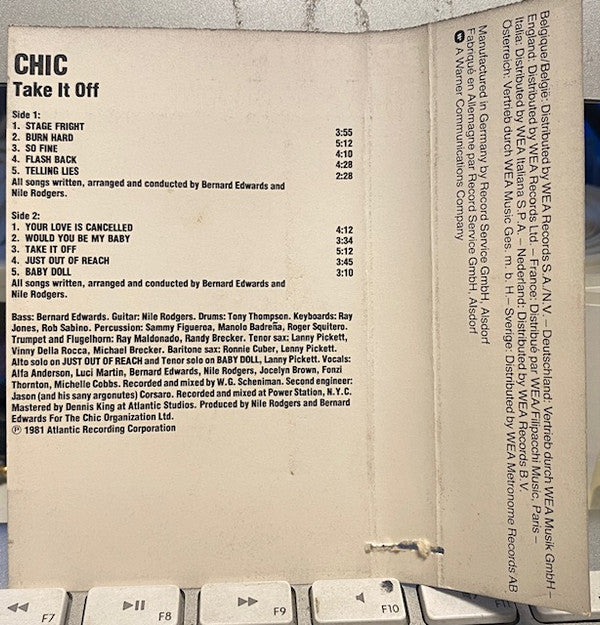 CHIC
Take It Off
Side 1:
1. STAGE FRIGHT 3:55
2. BURN HARD 5:12
3. SO FINE 4:10
4. FLASH BACK 4:28
5. TELLING LIES 2:28
All songs written, arranged and conducted by Bernard Edwards and
Nile Rodgers.
Side 2:
1. YOUR LOVE IS CANCELLED 4:12
2. WOULD YOU BE MY BABY 3:34
3. TAKE IT OFF 5:12
4. JUST OUT OF REACH 3:45
5. BABY DOLL 3:10
All songs written, arranged and conducted by Bernard Edwards and
Nile Rodgers.
Bass: Bernard Edwards. Guitar: Nile Rodgers. Drums: Tony Thompson. Keyboards: Ray
Jones, Rob Sabino. Percussion: Sammy Figueroa, Manolo Badreña, Roger Squitero.
Trumpet and Flugelhorn: Ray Maldonado, Randy Brecker. Tenor sax: Lanny Pickett,
Vinny Della Rocca, Michael Brecker. Baritone sax: Ronnie Cuber, Lenny Pickett.
Alto solo on JUST OUT OF REACH and Tenor solo on BABY DOLL, Lanny Pickett. Vocals:
Alfa Anderson, Luci Martin, Bernard Edwards, Nile Rodgers, Jocelyn Brown, Fonzi
Thornton, Michelle Cobbs. Recorded and mixed by W.G. Scheniman. Second engineer:
Jason (and his sany argonutes) Corsaro. Recorded and mixed at Power Station, N.Y.C.
Mastered by Dennis King at Atlantic Studios. Produced by Nile Rodgers and Bernard
Edwards For The Chic Organization Ltd.
℗ 1981 Atlantic Recording Corporation
Belgique/België: Distributed by WEA Records S.A./N.V. – Deutschland: Vertrieb durch WEA Musik GmbH –
England: Distributed by WEA Records Ltd. – France: Distribué par WEA/Filipacchi Music, Paris –
Italia: Distributed by WEA Italiana S.P.A. – Nederland: Distributed by WEA Records B.V.
Österreich: Vertrieb durch WEA Music Ges. m. b. H – Sverige: Distributed by WEA Metronome Records AB
Manufactured in Germany by Record Service GmbH, Alsdorf
Fabriqué en Allemagne par Record Service GmbH, Alsdorf
A Warner Communications Company
F7
F8
F9
F10
F11